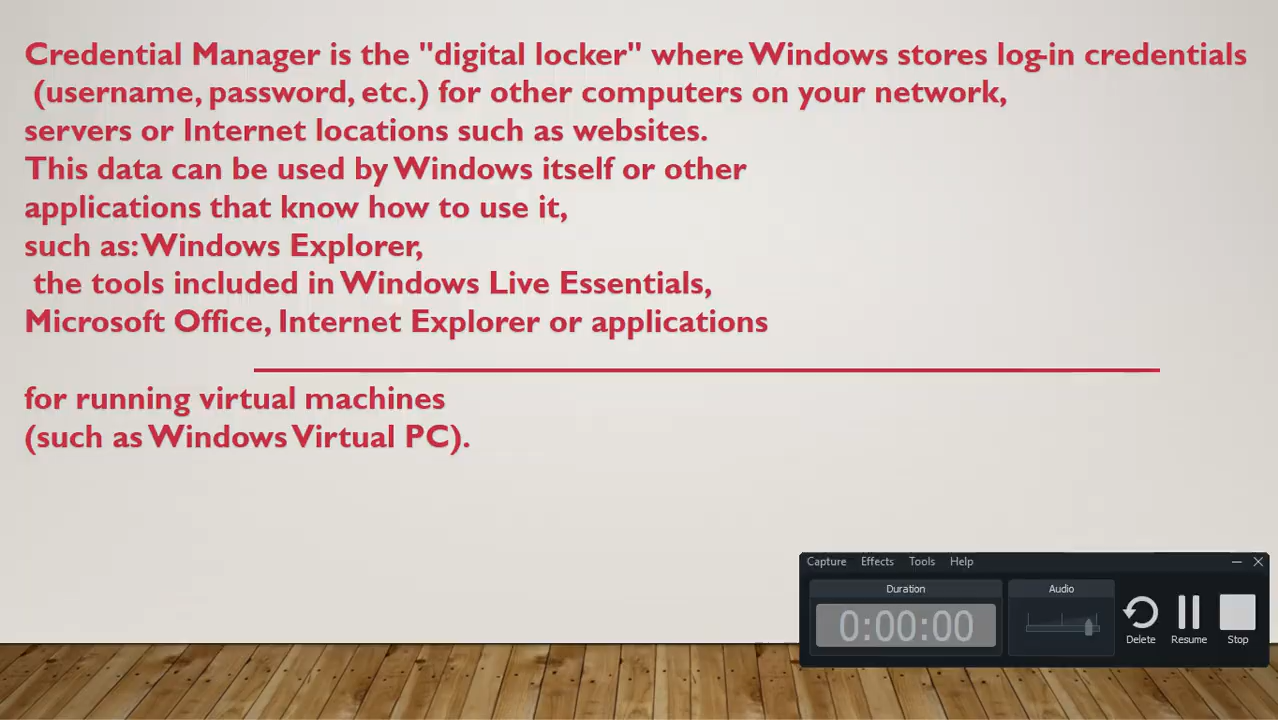 Credential Manager is the "digital locker" where Windows stores log-in credentials
(username, password, etc.) for other computers on your network,
servers or Internet locations such as websites.
This data can be used by Windows itself or other
applications that know how to use it,
such as: Windows Explorer,
the tools included in Windows Live Essentials,
Microsoft Office, Internet Explorer or applications
for running virtual machines
(such as Windows Virtual PC).
Capture Effects Tools Help
Duration Audio
0:00:00
Delete Resume Stop